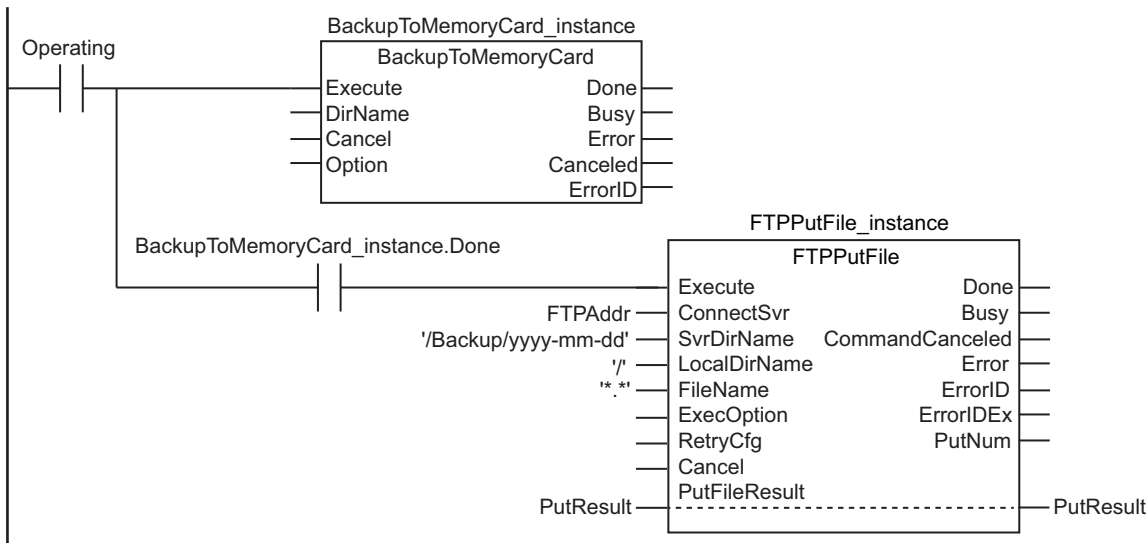 BackupToMemoryCard_instance
Operating
BackupToMemoryCard
Execute Done
DirName Busy
Cancel Error
Option Canceled
ErrorID
FTPPutFile_instance
BackupToMemoryCard_instance.Done
FTPPutFile
Execute Done
FTPAddr ConnectSvr Busy
'/Backup/yyyy-mm-dd' SvrDirName CommandCanceled
'/' LocalDirName Error
'*.*' FileName ErrorID
ExecOption ErrorIDEx
RetryCfg PutNum
Cancel
PutFileResult
PutResult PutResult